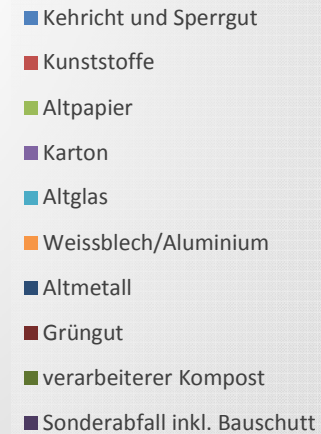 Kehricht und Sperrgut
Kunststoffe
Altpapier
Karton
Altglas
Weissblech/Aluminium
Altmetall
Grüngut
verarbeiterer Kompost
Sonderabfall inkl. Bauschutt